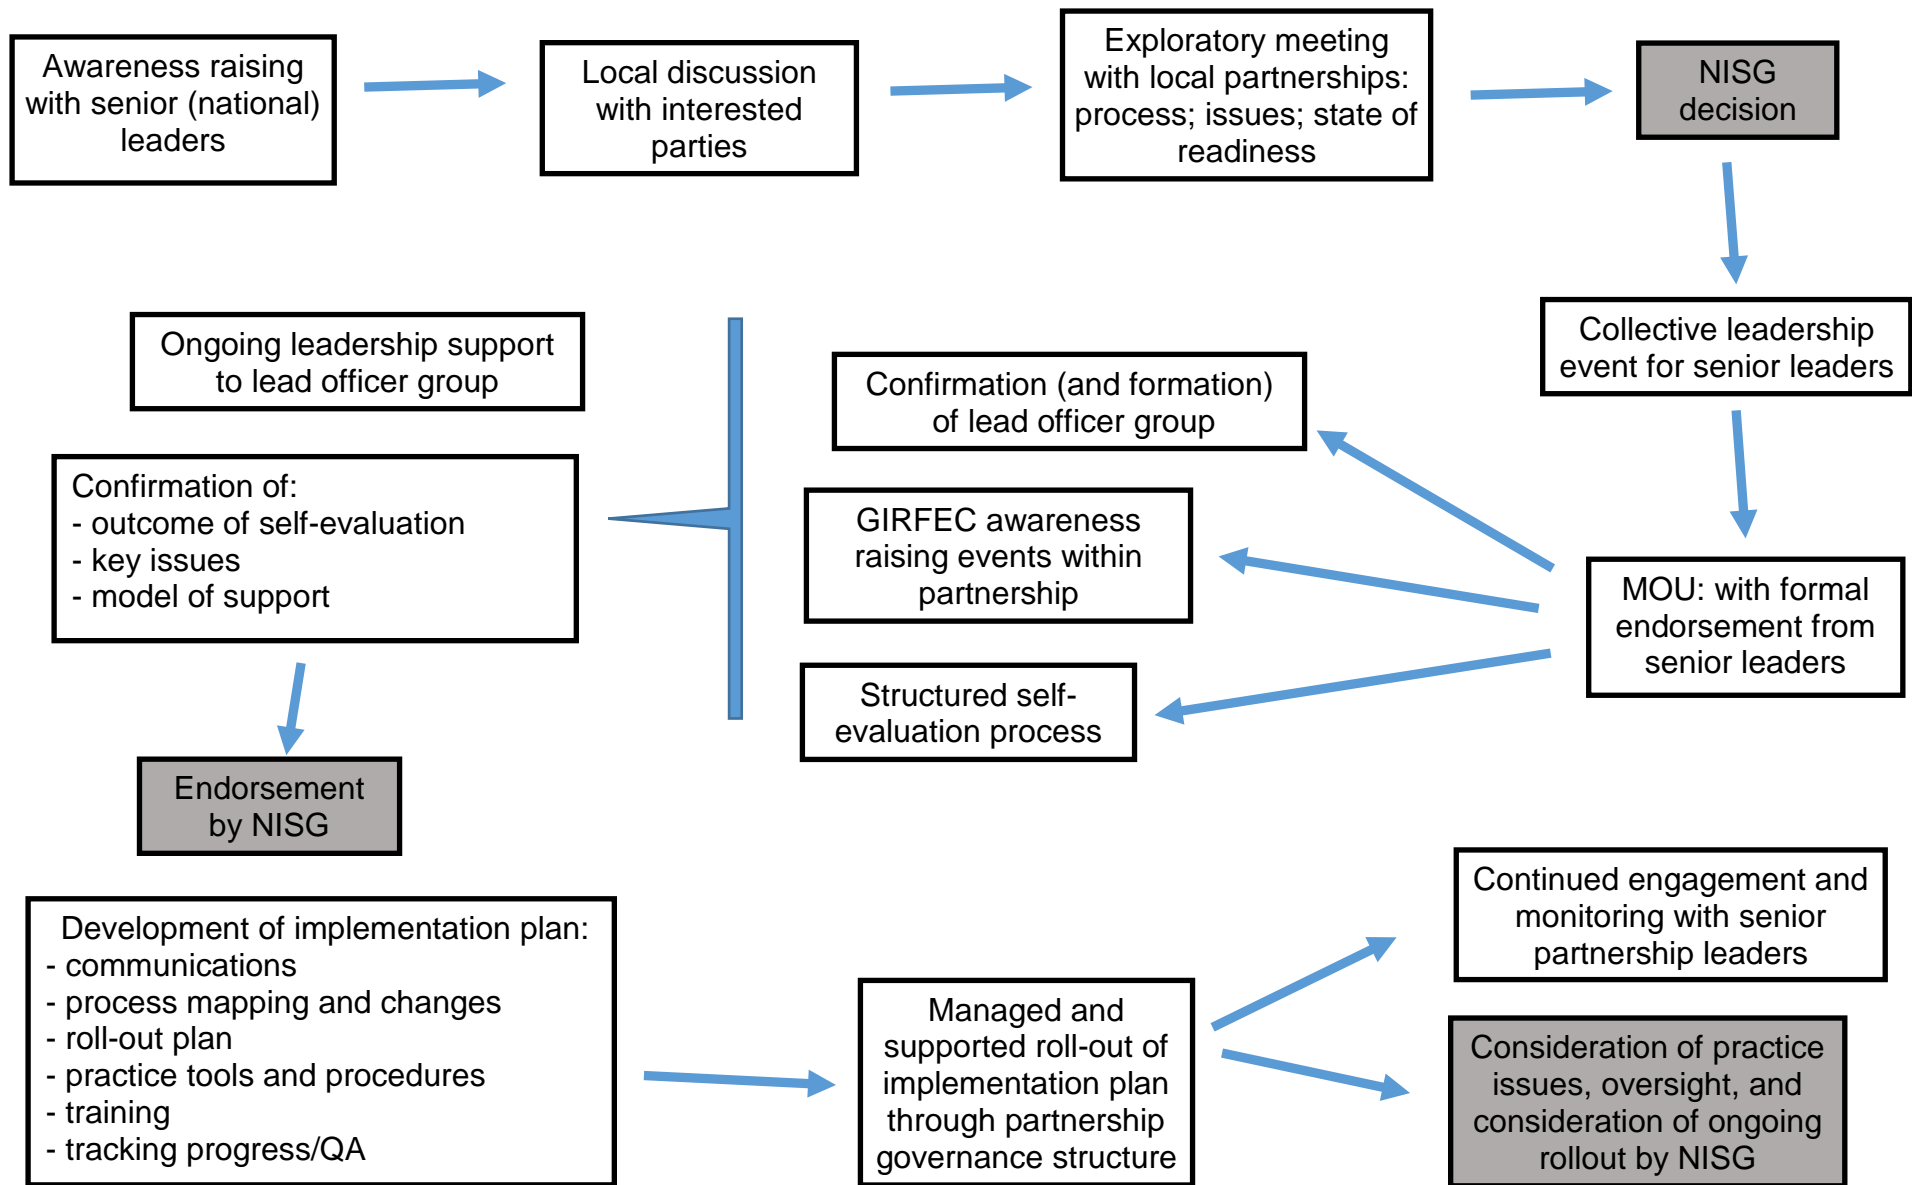 Awareness raising
with senior (national)
leaders
Local discussion
with interested
parties
Exploratory meeting
with local partnerships:
process; issues; state of
readiness
NISG
decision
Collective leadership
event for senior leaders
MOU: with formal
endorsement from
senior leaders
Confirmation (and formation)
of lead officer group
GIRFEC awareness
raising events within
partnership
Structured self-
evaluation process
Ongoing leadership support
to lead officer group
Confirmation of:
- outcome of self-evaluation
- key issues
- model of support
Endorsement
by NISG
Development of implementation plan:
- communications
- process mapping and changes
- roll-out plan
- practice tools and procedures
- training
- tracking progress/QA
Managed and
supported roll-out of
implementation plan
through partnership
governance structure
Continued engagement and
monitoring with senior
partnership leaders
Consideration of practice
issues, oversight, and
consideration of ongoing
rollout by NISG